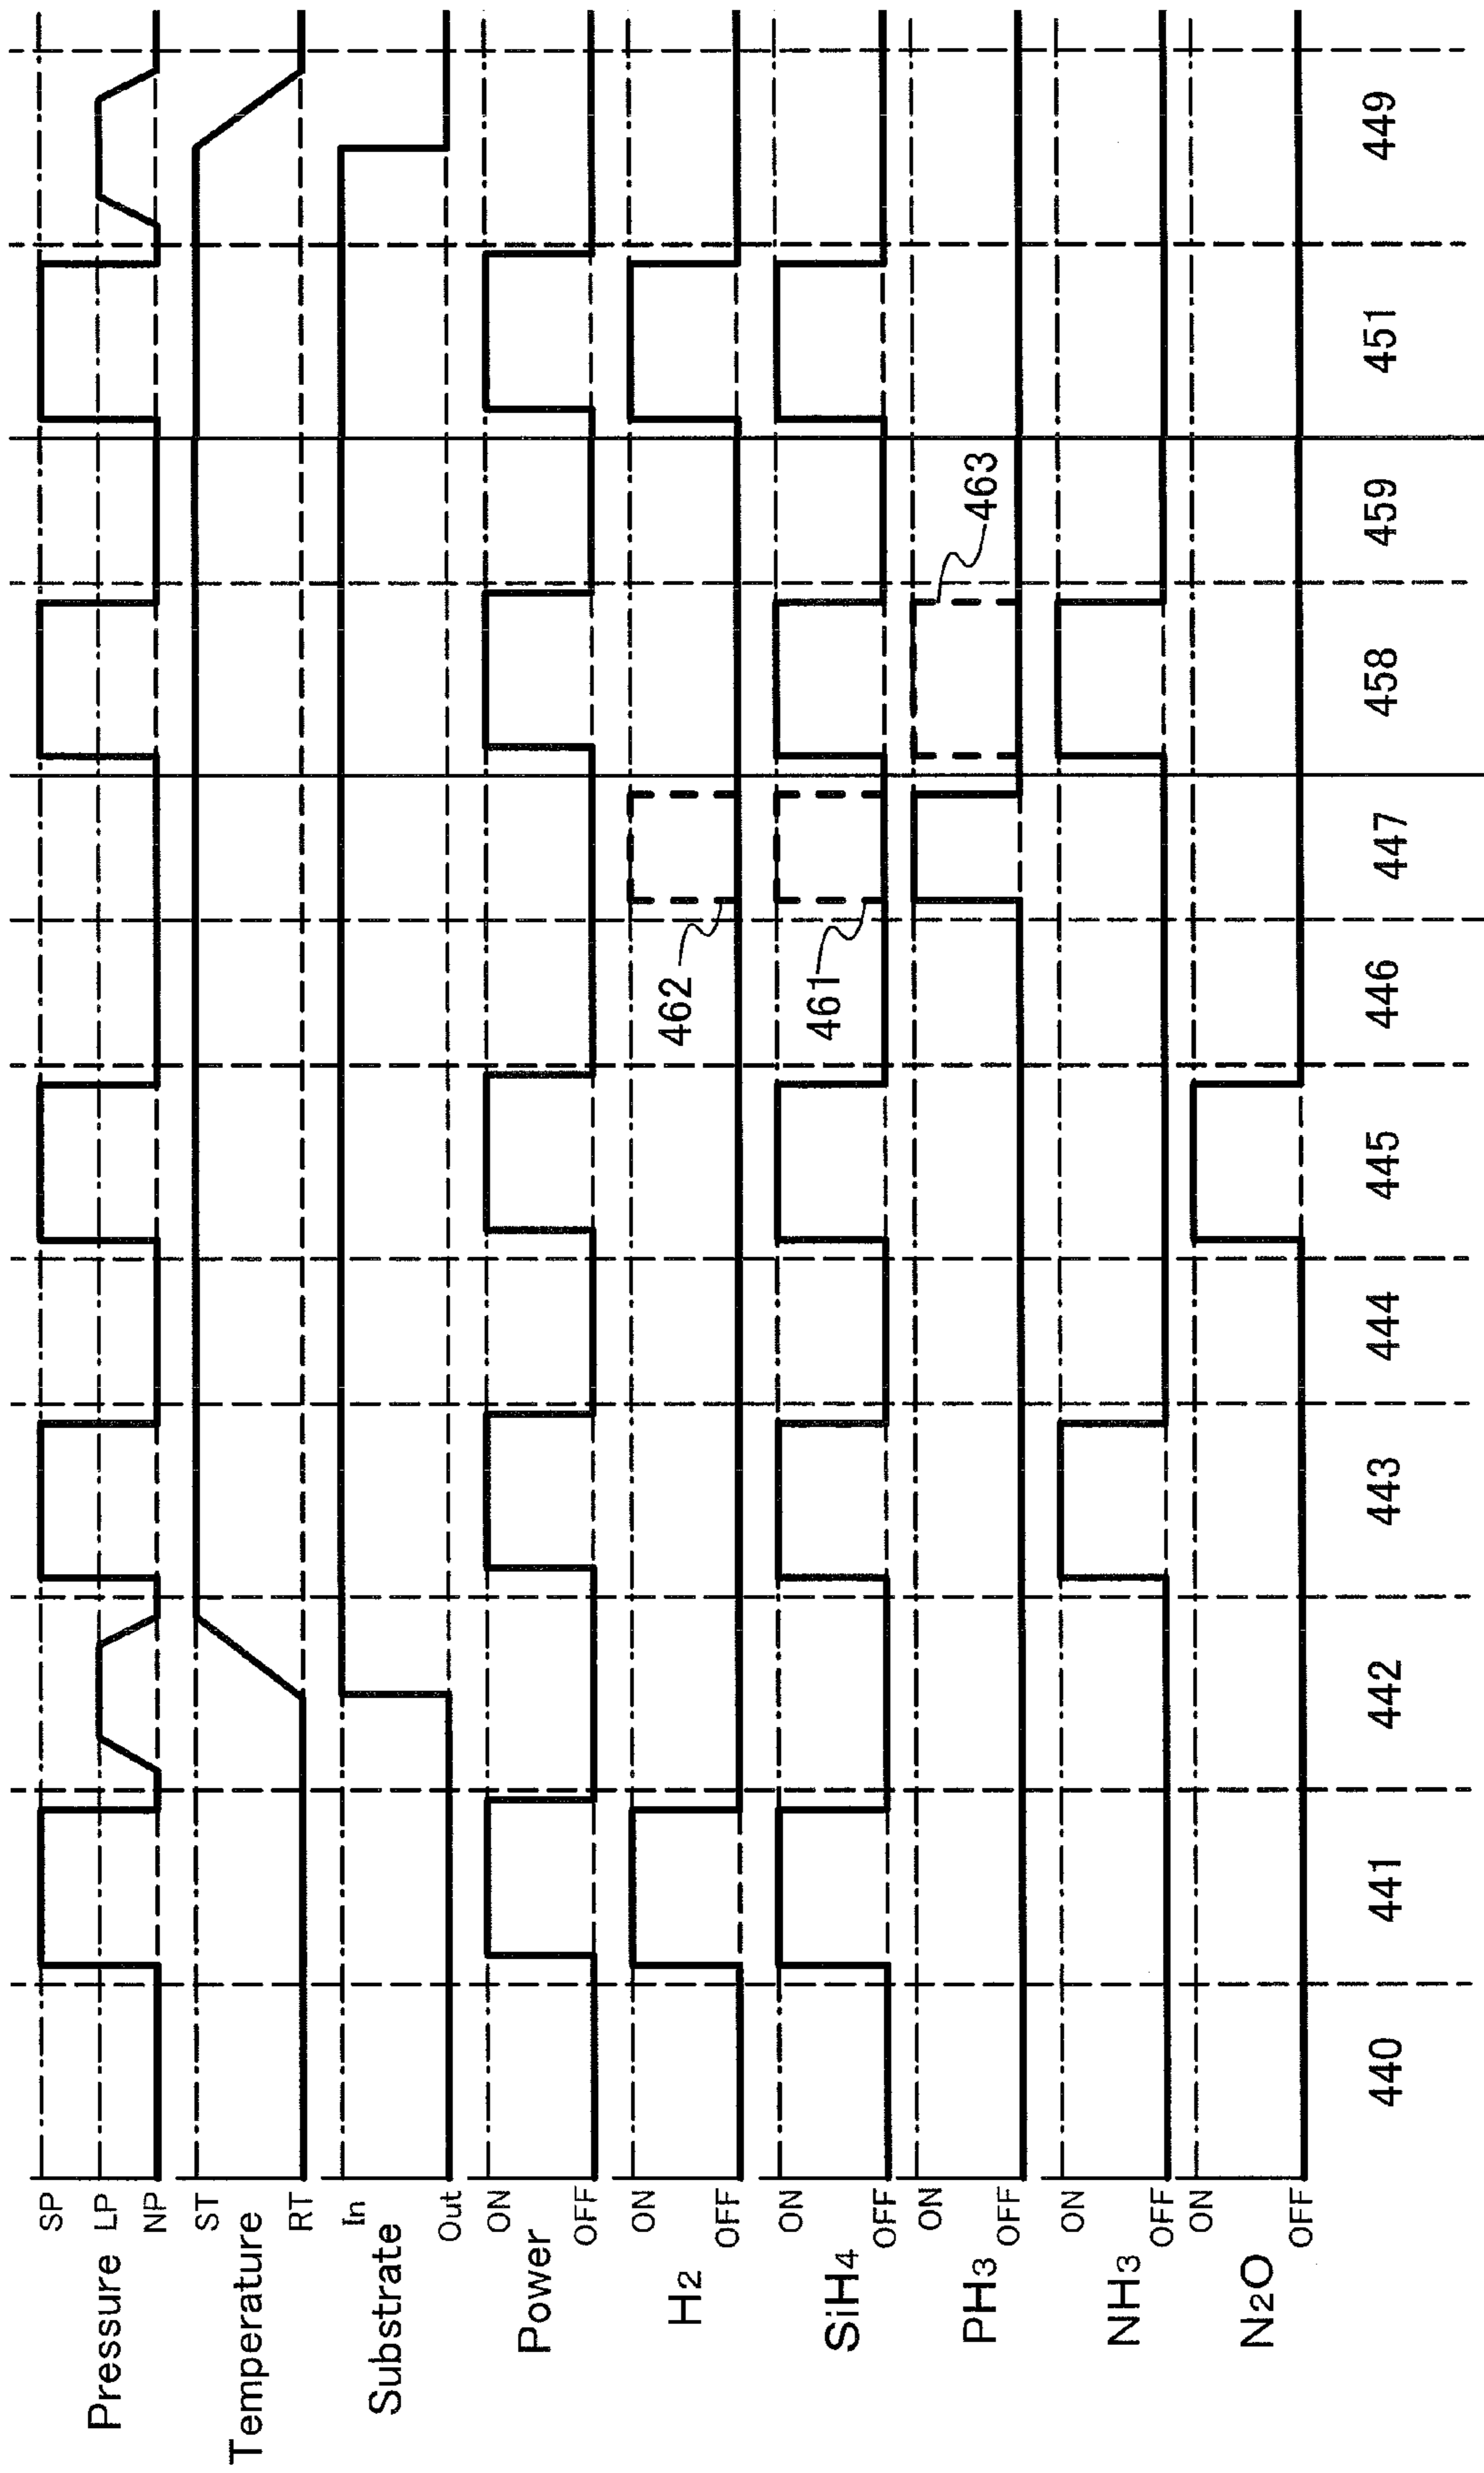 Pressure
SP
LP
NP
Temperature
ST
RT
Substrate
In
Out
Power
ON
OFF
H2
ON
OFF
462
SiH4
ON
OFF
461
PH3
ON
OFF
463
NH3
ON
OFF
N2O
ON
OFF
440 441 442 443 444 445 446 447 458 459 451 449